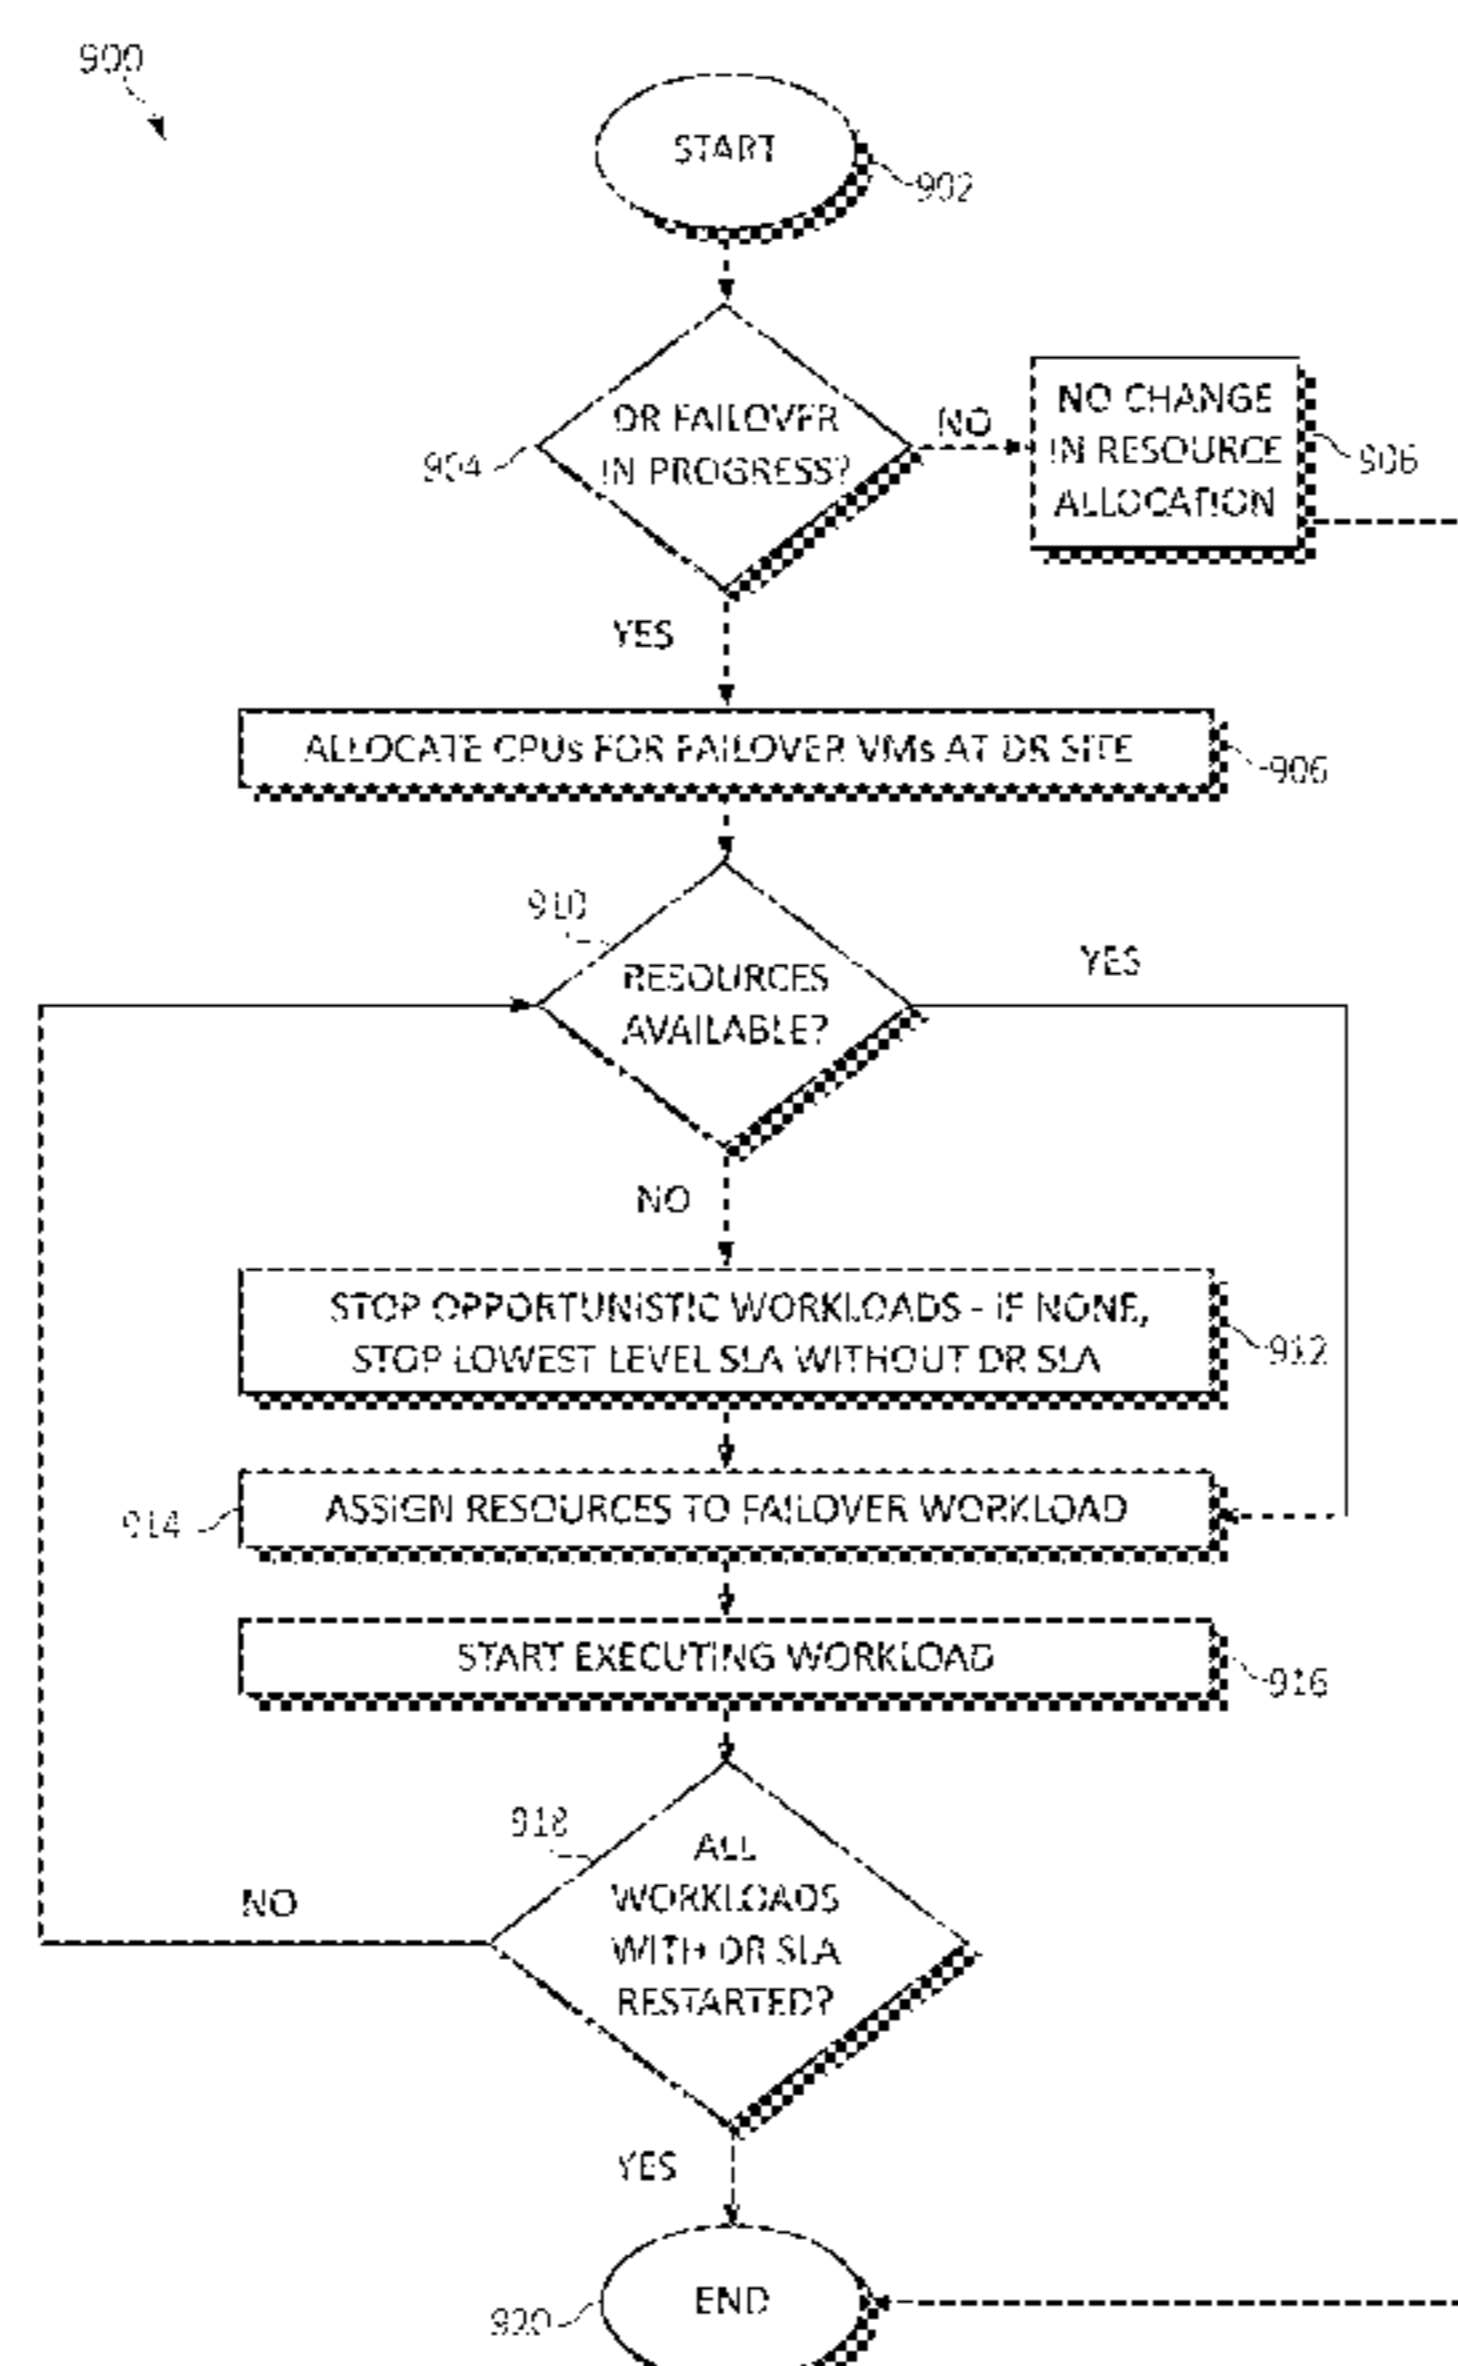 900
START
902
DR FAILOVER
IN PROGRESS?
904
NO
NO CHANGE
IN RESOURCE
ALLOCATION
906
YES
ALLOCATE CPUs FOR FAILOVER VMs AT DR SITE
906
910
RESOURCES
AVAILABLE?
YES
NO
STOP OPPORTUNISTIC WORKLOADS - IF NONE,
STOP LOWEST LEVEL SLA WITHOUT DR SLA
912
ASSIGN RESOURCES TO FAILOVER WORKLOAD
914
START EXECUTING WORKLOAD
916
918
ALL
WORKLOADS
WITH DR SLA
RESTARTED?
NO
YES
END
920